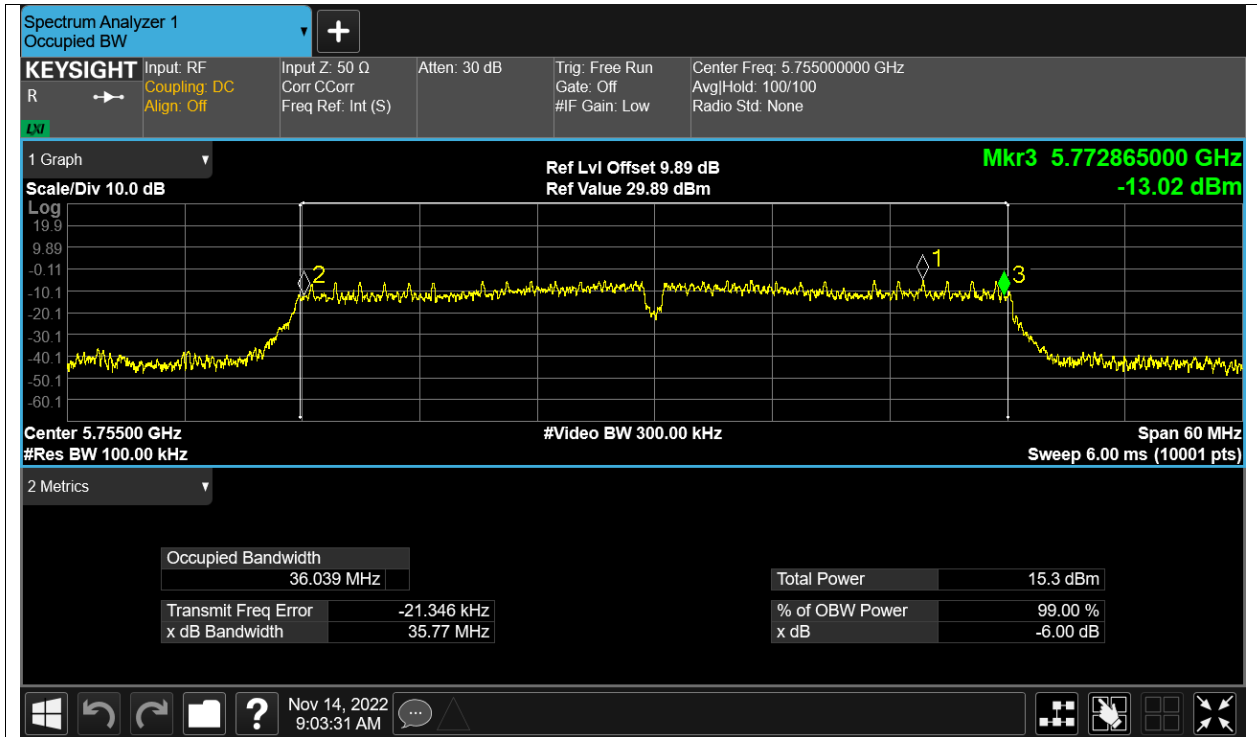 Spectrum Analyzer 1
Occupied BW
KEYSIGHT
R
LXI
Input: RF
Coupling: DC
Align: Off
Input Z: 50 Ω
Corr CCorr
Freq Ref: Int (S)
Atten: 30 dB
Trig: Free Run
Gate: Off
#IF Gain: Low
Center Freq: 5.755000000 GHz
Avg|Hold: 100/100
Radio Std: None
1 Graph
Scale/Div 10.0 dB
Ref Lvl Offset 9.89 dB
Ref Value 29.89 dBm
Mkr3 5.772865000 GHz
-13.02 dBm
Log
19.9
9.89
-0.11
-10.1
-20.1
-30.1
-40.1
-50.1
-60.1
2
1
3
Center 5.75500 GHz
#Res BW 100.00 kHz
#Video BW 300.00 kHz
Span 60 MHz
Sweep 6.00 ms (10001 pts)
2 Metrics
Occupied Bandwidth
36.039 MHz
Transmit Freq Error -21.346 kHz
x dB Bandwidth 35.77 MHz
Total Power 15.3 dBm
% of OBW Power 99.00 %
x dB -6.00 dB
?
Nov 14, 2022
9:03:31 AM